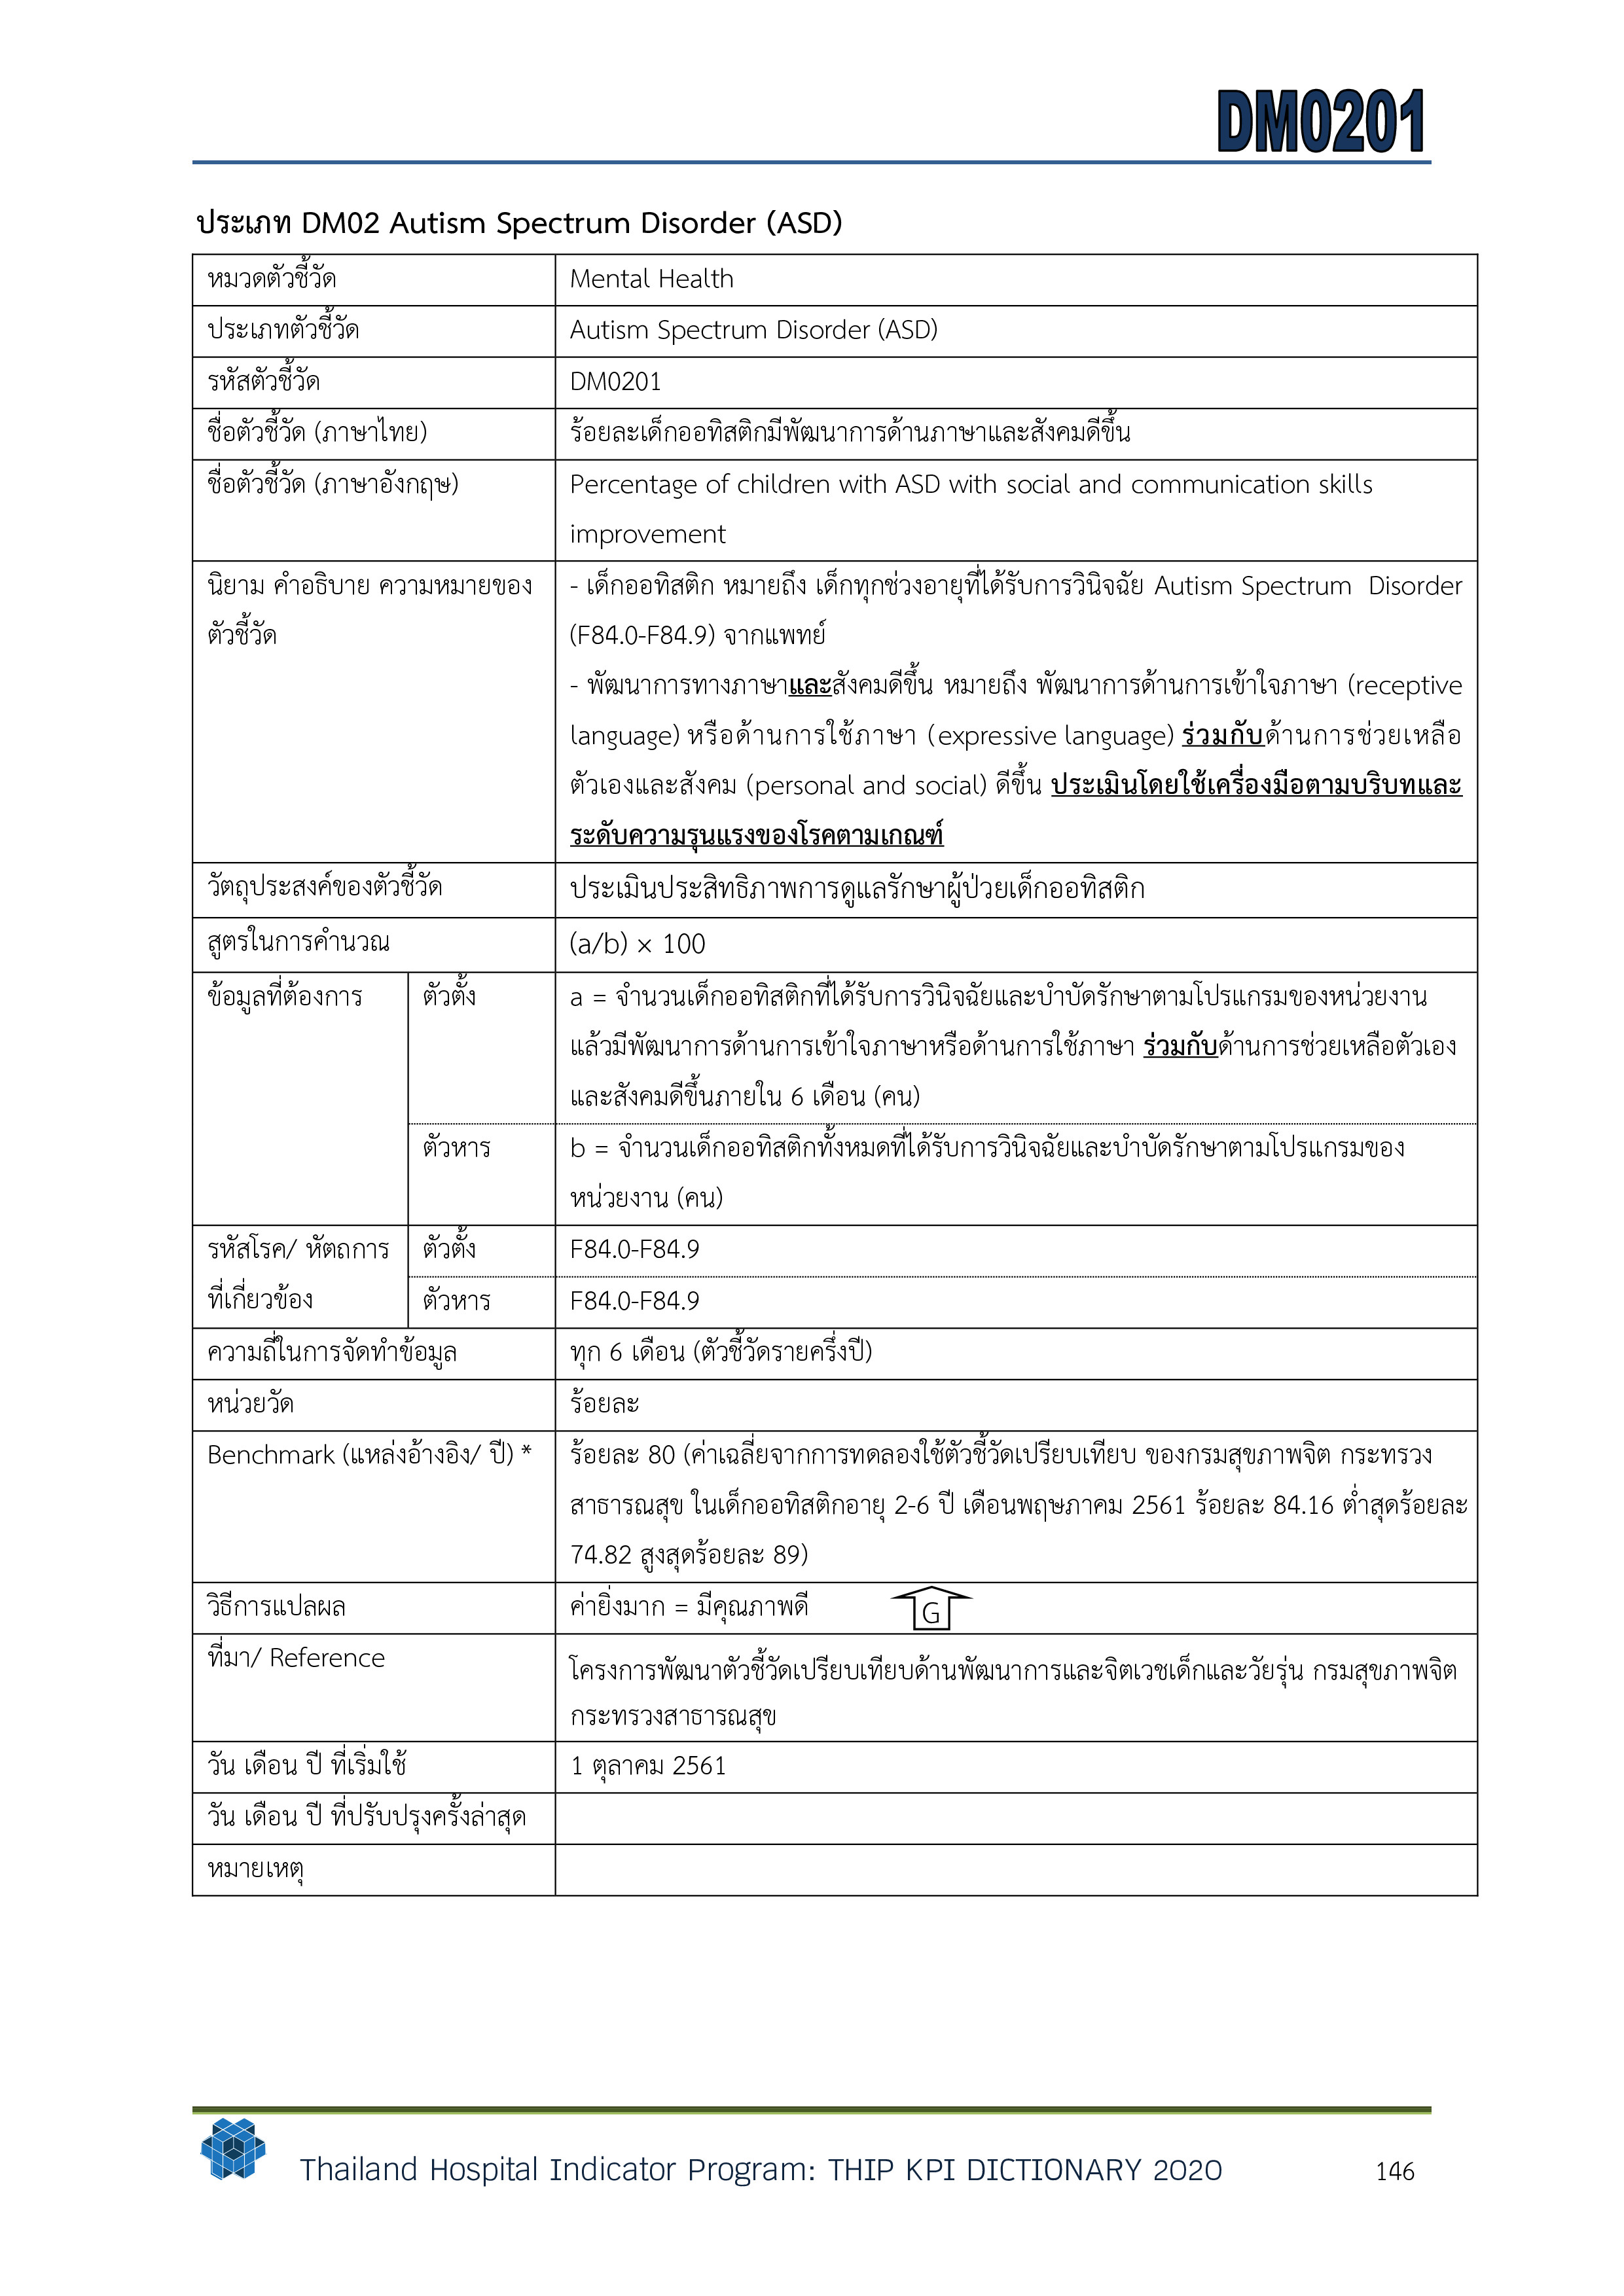 DM0201
ประเภท DM02 Autism Spectrum Disorder (ASD)
หมวดตัวชี้วัด Mental Health
ประเภทตัวชี้วัด Autism Spectrum Disorder (ASD)
รหัสตัวชี้วัด DM0201
ชื่อตัวชี้วัด (ภาษาไทย) ร้อยละเด็กออทิสติกมีพัฒนาการด้านภาษาและสังคมดีขึ้น
ชื่อตัวชี้วัด (ภาษาอังกฤษ) Percentage of children with ASD with social and communication skills
improvement
นิยาม คำอธิบาย ความหมายของ - เด็กออทิสติก หมายถึง เด็กทุกช่วงอายุที่ได้รับการวินิจฉัย Autism Spectrum Disorder
ตัวชี้วัด (F84.0-F84.9) จากแพทย์
- พัฒนาการทางภาษาและสังคมดีขึ้น หมายถึง พัฒนาการด้านการเข้าใจภาษา (receptive
language) หรือด้านการใช้ภาษา (expressive language) ร่วมกับด้านการช่วยเหลือ
ตัวเองและสังคม (personal and social) ดีขึ้น ประเมินโดยใช้เครื่องมือตามบริบทและ
ระดับความรุนแรงของโรคตามเกณฑ์
วัตถุประสงค์ของตัวชี้วัด ประเมินประสิทธิภาพการดูแลรักษาผู้ป่วยเด็กออทิสติก
สูตรในการคำนวณ (a/b) × 100
ข้อมูลที่ต้องการ ตัวตั้ง a = จำนวนเด็กออทิสติกที่ได้รับการวินิจฉัยและบำบัดรักษาตามโปรแกรมของหน่วยงาน
แล้วมีพัฒนาการด้านการเข้าใจภาษาหรือด้านการใช้ภาษา ร่วมกับด้านการช่วยเหลือตัวเอง
และสังคมดีขึ้นภายใน 6 เดือน (คน)
ตัวหาร b = จำนวนเด็กออทิสติกทั้งหมดที่ได้รับการวินิจฉัยและบำบัดรักษาตามโปรแกรมของ
หน่วยงาน (คน)
รหัสโรค/ หัตถการ ตัวตั้ง F84.0-F84.9
ที่เกี่ยวข้อง ตัวหาร F84.0-F84.9
ความถี่ในการจัดทำข้อมูล ทุก 6 เดือน (ตัวชี้วัดรายครึ่งปี)
หน่วยวัด ร้อยละ
Benchmark (แหล่งอ้างอิง/ ปี) * ร้อยละ 80 (ค่าเฉลี่ยจากการทดลองใช้ตัวชี้วัดเปรียบเทียบ ของกรมสุขภาพจิต กระทรวง
สาธารณสุข ในเด็กออทิสติกอายุ 2-6 ปี เดือนพฤษภาคม 2561 ร้อยละ 84.16 ต่ำสุดร้อยละ
74.82 สูงสุดร้อยละ 89)
วิธีการแปลผล ค่ายิ่งมาก = มีคุณภาพดี G
ที่มา/ Reference โครงการพัฒนาตัวชี้วัดเปรียบเทียบด้านพัฒนาการและจิตเวชเด็กและวัยรุ่น กรมสุขภาพจิต
กระทรวงสาธารณสุข
วัน เดือน ปี ที่เริ่มใช้ 1 ตุลาคม 2561
วัน เดือน ปี ที่ปรับปรุงครั้งล่าสุด
หมายเหตุ
Thailand Hospital Indicator Program: THIP KPI DICTIONARY 2020 146